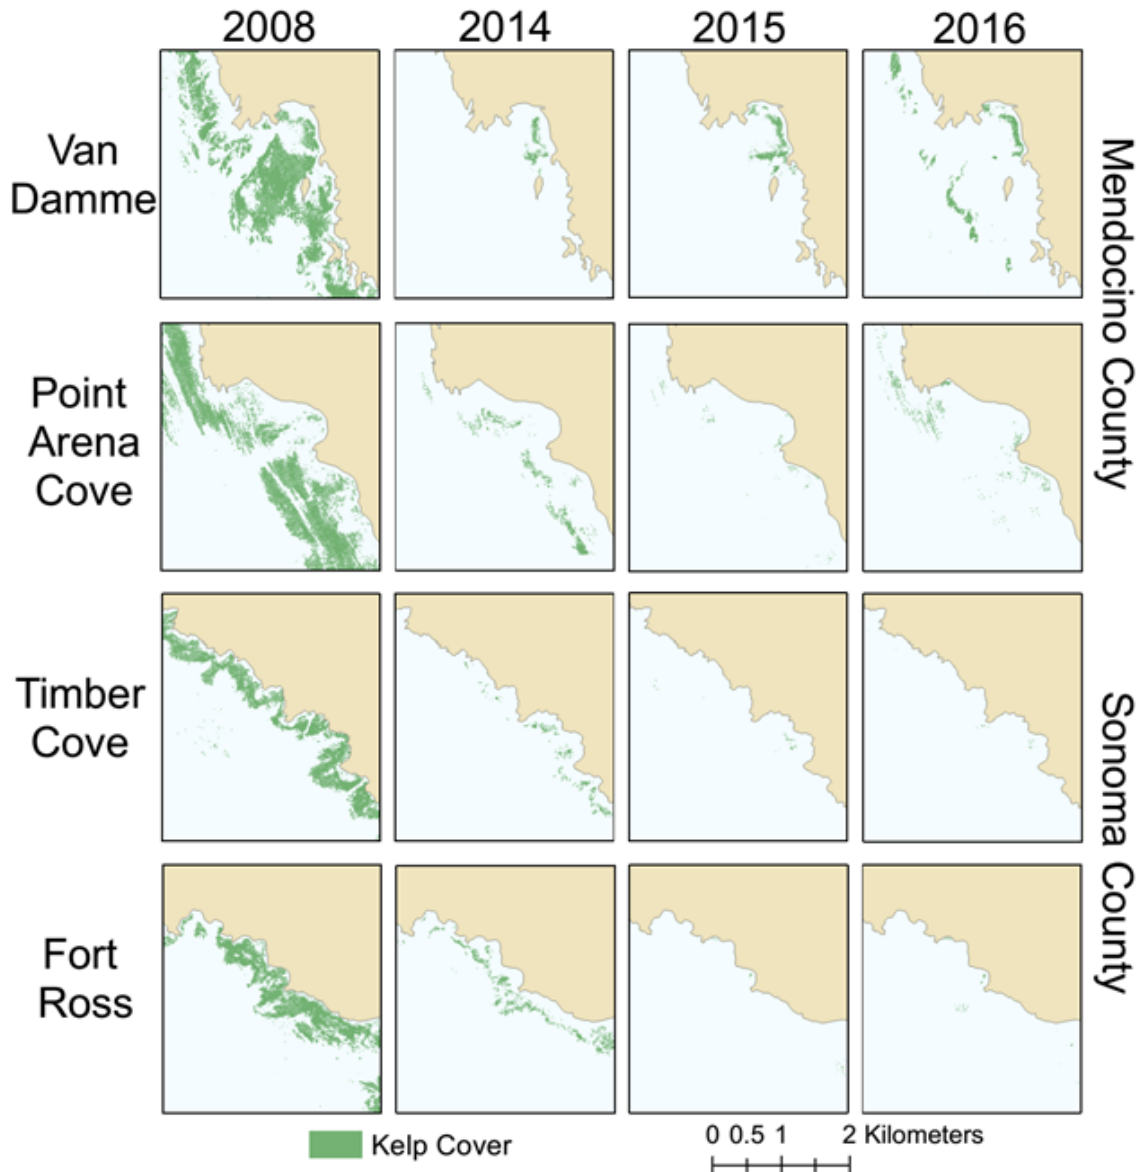 2008 2014 2015 2016
Van
Damme
Mendocino County
Point
Arena
Cove
Timber
Cove
Sonoma County
Fort
Ross
Kelp Cover
0 0.5 1 2 Kilometers